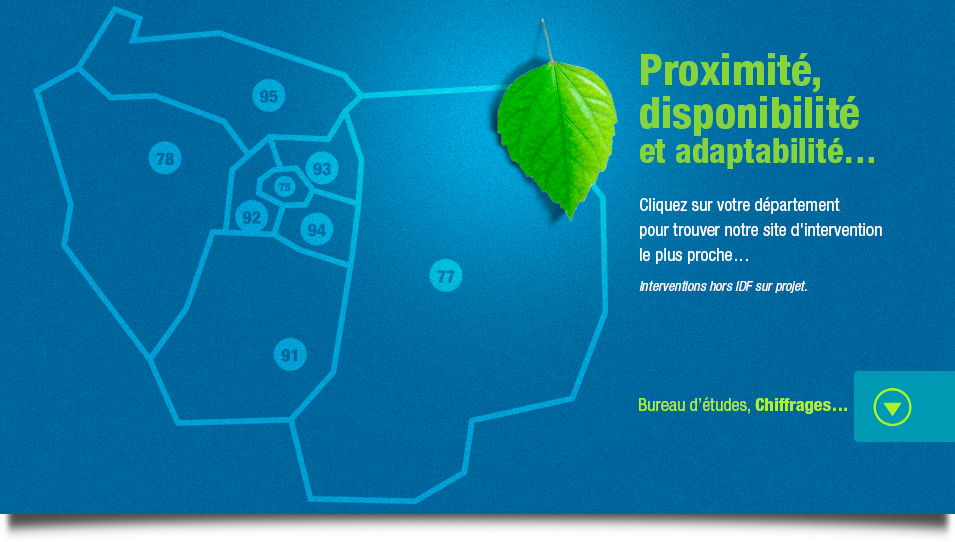 95
78
93
75
92
94
77
91
Proximité,
disponibilité
et adaptabilité...
Cliquez sur votre département
pour trouver notre site d'intervention
le plus proche...
Interventions hors IDF sur projet.
Bureau d'études, Chiffrages...